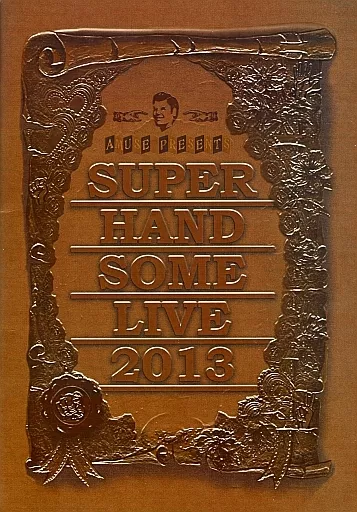 AMUSE PRESENTS
SUPER
HAND
SOME
LIVE
2013